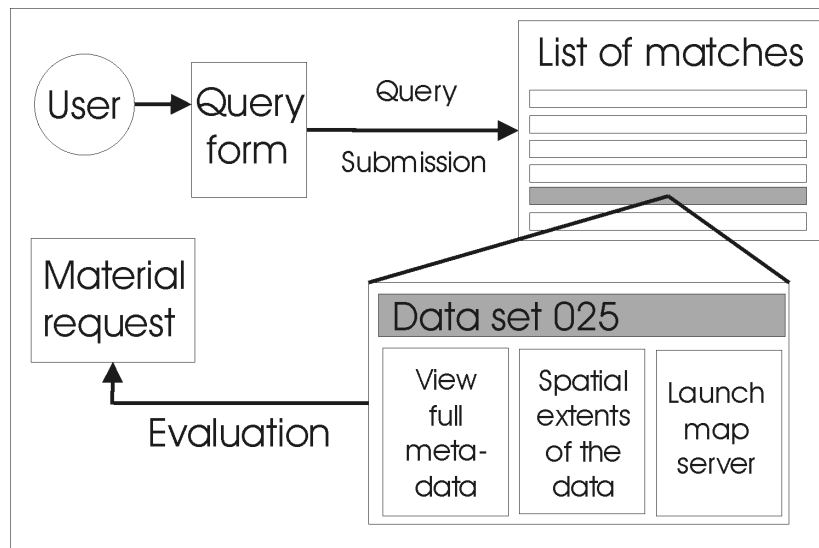 List of matches
User
Query
form
Query
Submission
Material
request
Data set 025
View
full
meta-
data
Spatial
extents
of the
data
Launch
map
server
Evaluation